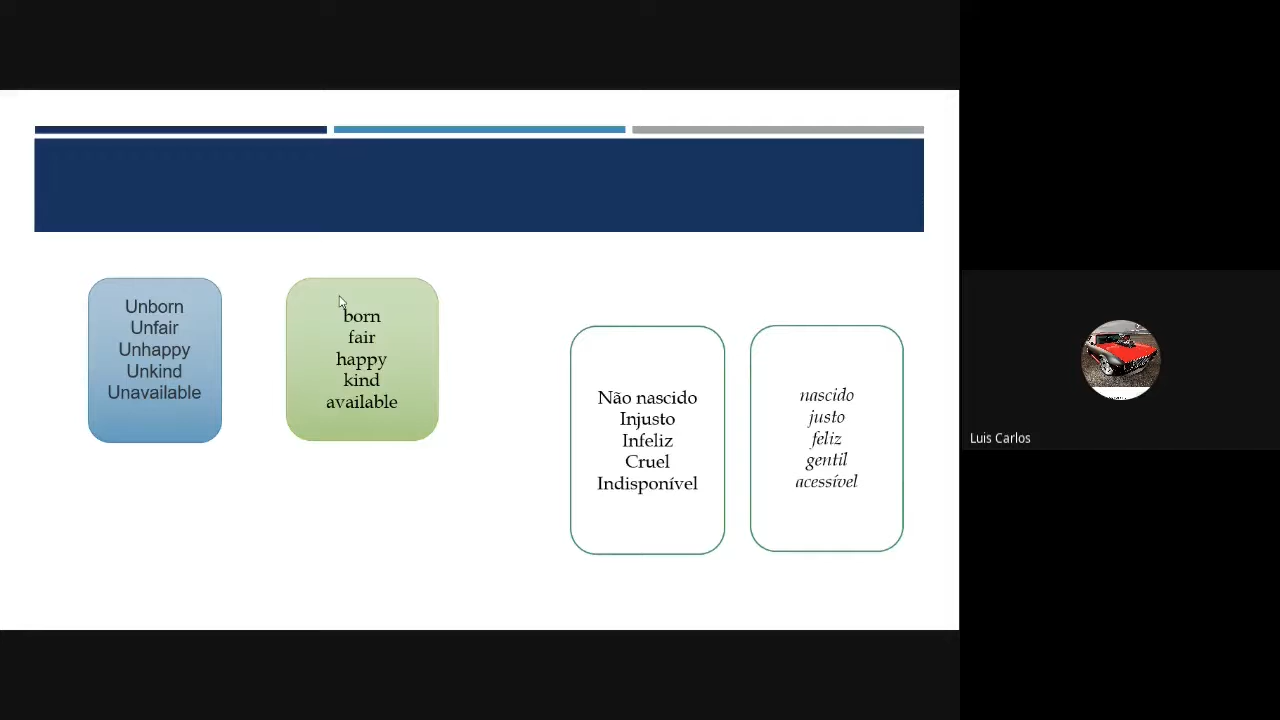 Unborn
Unfair
Unhappy
Unkind
Unavailable
born
fair
happy
kind
available
Não nascido
Injusto
Infeliz
Cruel
Indisponível
nascido
justo
feliz
gentil
acessível
Luis Carlos